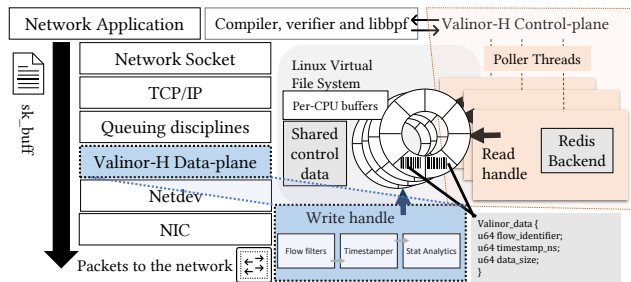 Network Application
Compiler, verifier and libbpf
Valinor-H Control-plane
sk_buff
Network Socket
TCP/IP
Queuing disciplines
Valinor-H Data-plane
Netdev
NIC
Packets to the network
Linux Virtual
File System
Per-CPU buffers
Shared
control
data
Poller Threads
Read
handle
Redis
Backend
Write handle
Flow filters
Timestamper
Stat Analytics
Valinor_data {
u64 flow_identifier;
u64 timestamp_ns;
u64 data_size;
}